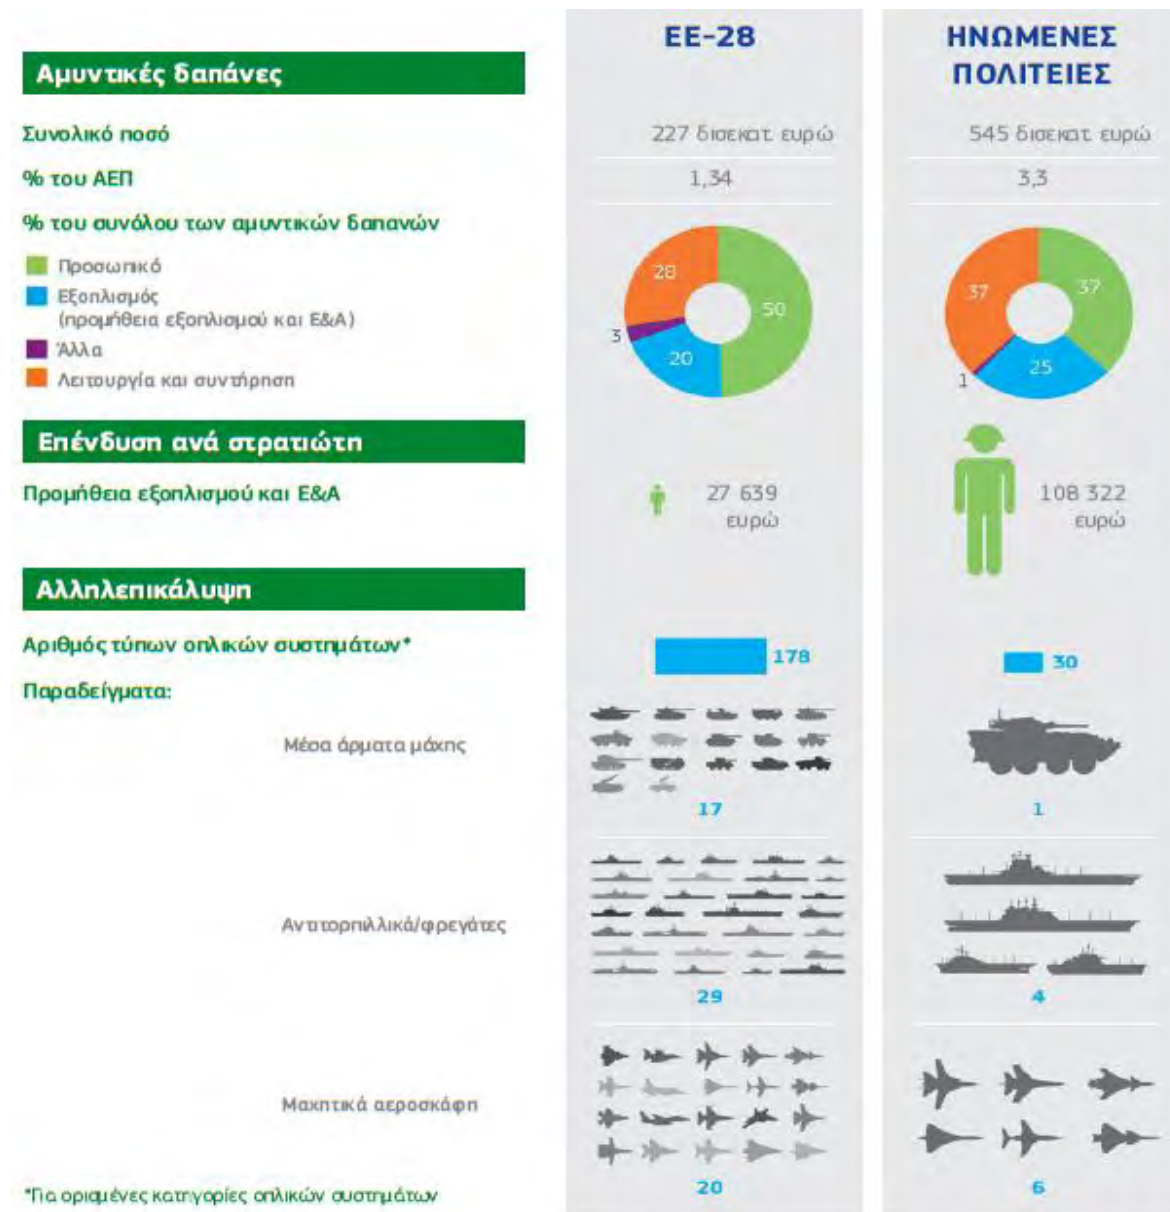 ΕΕ-28
ΗΝΩΜΕΝΕΣ
ΠΟΛΙΤΕΙΕΣ
Αμυντικές δαπάνες
Συνολικό ποσό
227 δισεκατ. ευρώ
545 δισεκατ. ευρώ
% του ΑΕΠ
1,34
3,3
% του συνόλου των αμυντικών δαπανών
Προσωπικό
Εξοπλισμός
(προμήθεια εξοπλισμού και Ε&Α)
Άλλα
Λειτουργία και συντήρηση
28
50
3
20
37
37
1
25
Επένδυση ανά στρατιώτη
Προμήθεια εξοπλισμού και Ε&Α
27 639
ευρώ
108 322
ευρώ
Αλληλεπικάλυψη
Αριθμός τύπων οπλικών συστημάτων*
178
30
Παραδείγματα:
Μέσα άρματα μάχης
17
1
Αντιτορπιλλικά/φρεγάτες
29
4
Μαχητικά αεροσκάφη
20
6
*Για ορισμένες κατηγορίες οπλικών συστημάτων